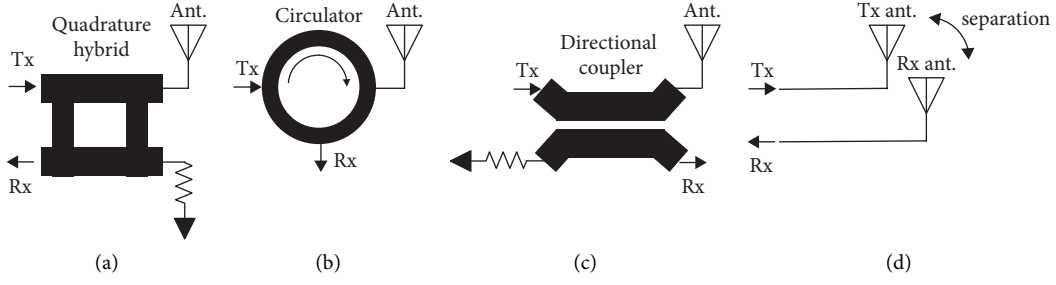 Quadrature
hybrid
Ant.
Tx
Rx
(a)
Circulator
Ant.
Tx
Rx
(b)
Directional
coupler
Ant.
Tx
Rx
(c)
Tx ant.
separation
Rx ant.
Tx
Rx
(d)